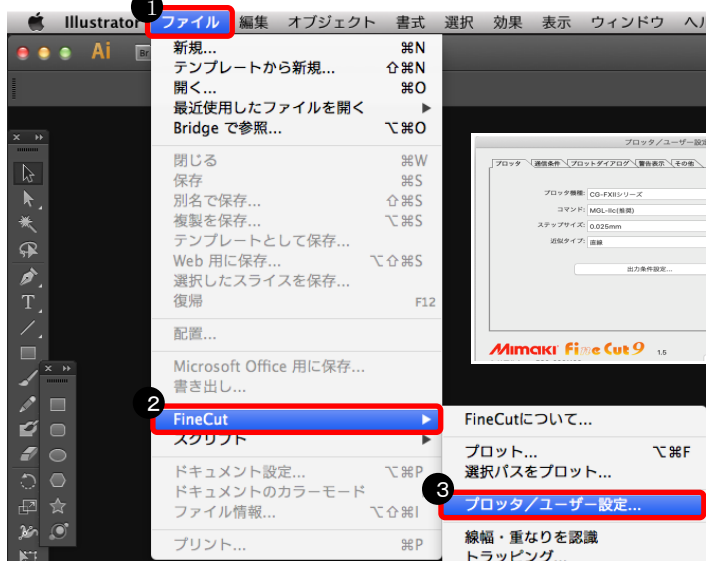 Illustrator ファイル 編集 オブジェクト 書式 選択 効果 表示 ウィンドウ
1
Ai Br
新規... ⌘N
テンプレートから新規... ⇧⌘N
開く... ⌘O
最近使用したファイルを開く ▶
Bridge で参照... ⌥⌘O
閉じる ⌘W
保存 ⌘S
別名で保存... ⇧⌘S
複製を保存... ⌥⌘S
テンプレートとして保存...
Web 用に保存... ⌥⇧⌘S
選択したスライスを保存...
復帰 F12
配置...
Microsoft Office 用に保存...
書き出し...
2
FineCut ▶
スクリプト ▶
ドキュメント設定... ⌥⌘P
ドキュメントのカラーモード
ファイル情報... ⌥⇧⌘I
プリント... ⌘P
FineCutについて...
プロット... ⌥⌘F
選択パスをプロット...
3
プロッタ／ユーザー設定...
線幅・重なりを認識
トラッピング...
プロッタ／ユーザー設定
プロッタ 通信条件 プロットダイアログ 警告表示 その他
プロッタ機種: CG-FXIIシリーズ
コマンド: MGL-IIc(推奨)
ステップサイズ: 0.025mm
近似タイプ: 直線
出力条件設定...
Mimaki Fine Cut 9 1.5